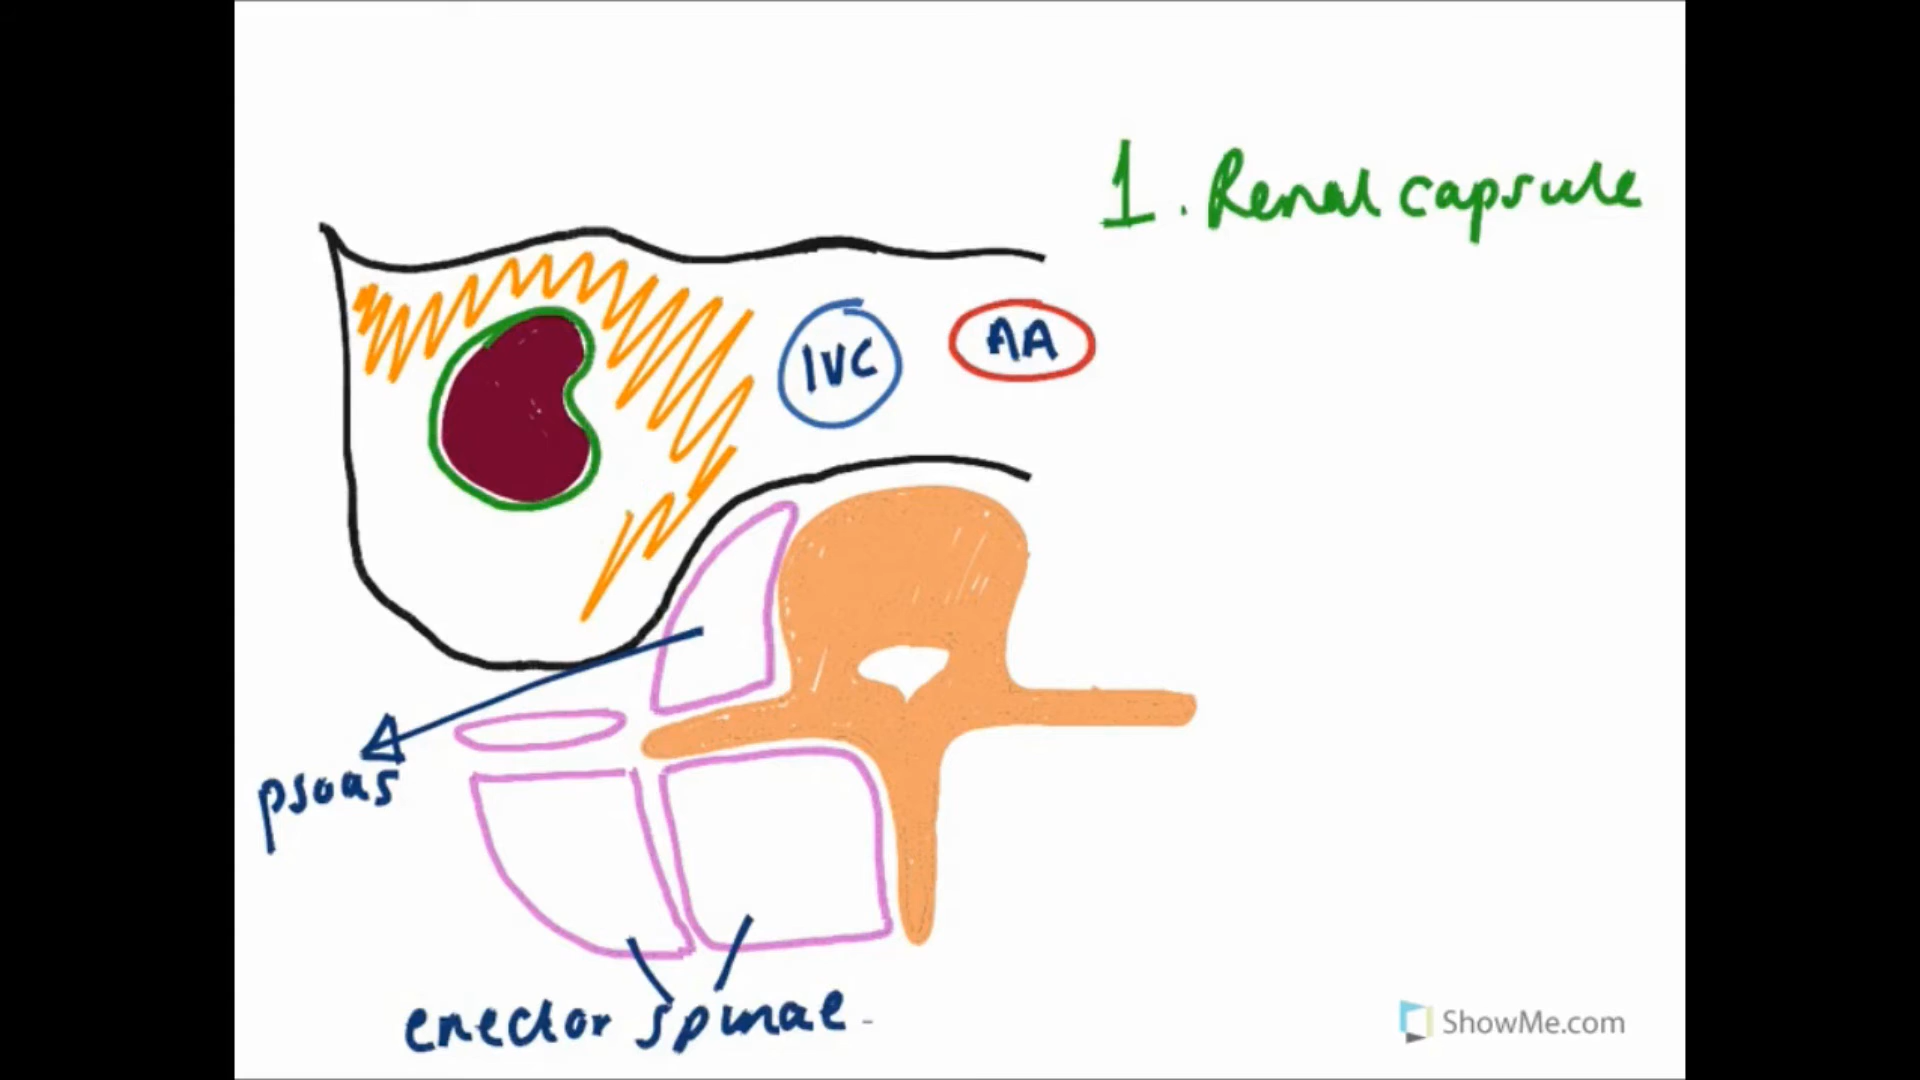 1. Renal capsule
IVC
AA
psoas
erector spinae
ShowMe.com